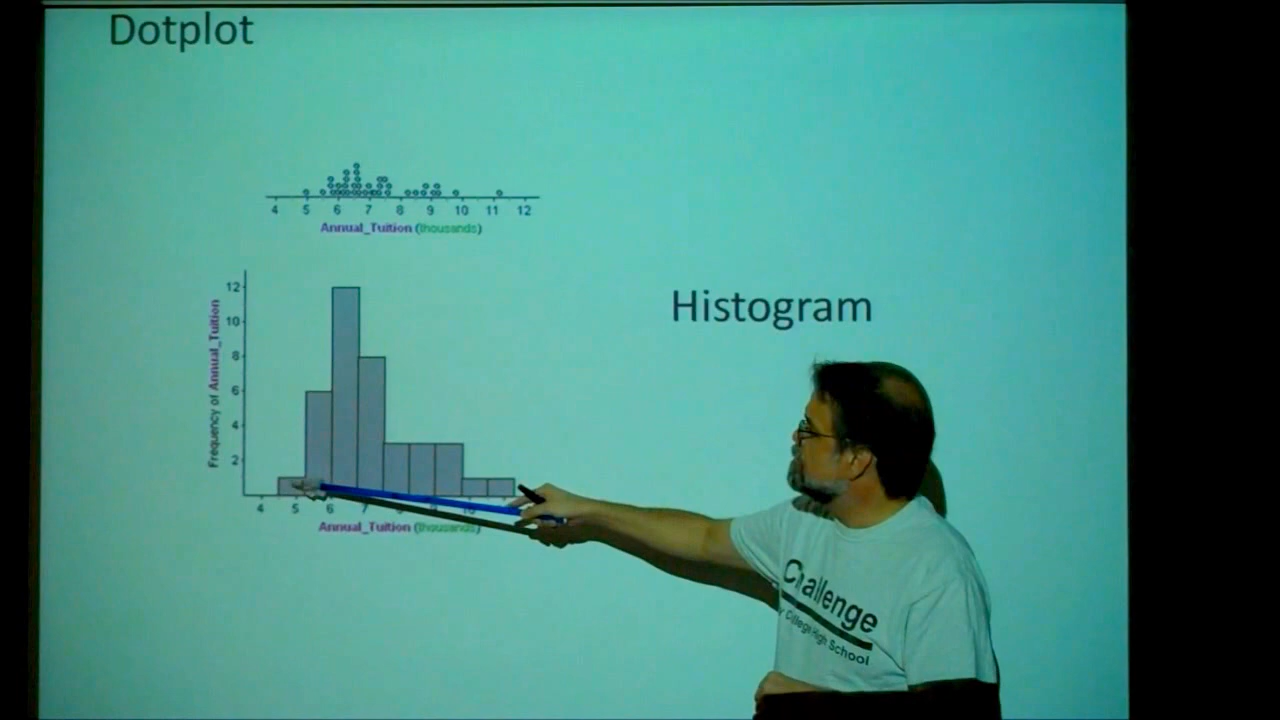 Dotplot
4 5 6 7 8 9 10 11 12
Annual_Tuition (thousands)
Histogram
Frequency of Annual_Tuition
12
10
8
6
4
2
4 5 6 7
Annual_Tuition (thousands)
Challenge
College High School